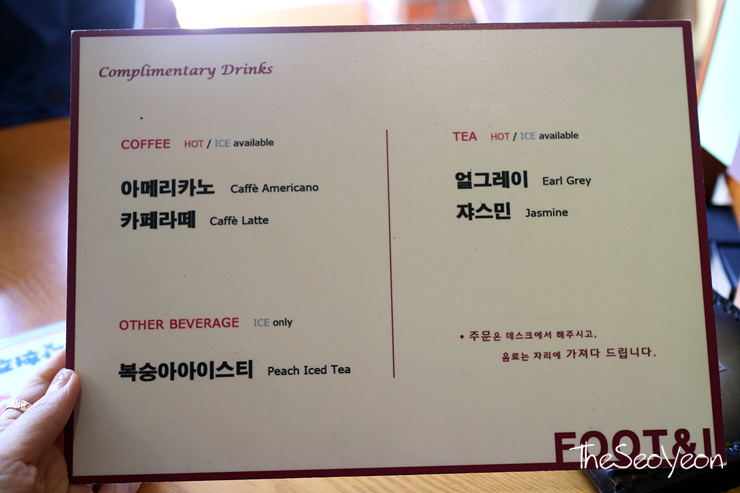 Complimentary Drinks
COFFEE HOT / ICE available
아메리카노 Caffè Americano
카페라떼 Caffè Latte
OTHER BEVERAGE ICE only
복숭아아이스티 Peach Iced Tea
TEA HOT / ICE available
얼그레이 Earl Grey
쟈스민 Jasmine
• 주문은 데스크에서 해주시고,
음료는 자리에 가져다 드립니다.
FOOT&
TheSeoYeon